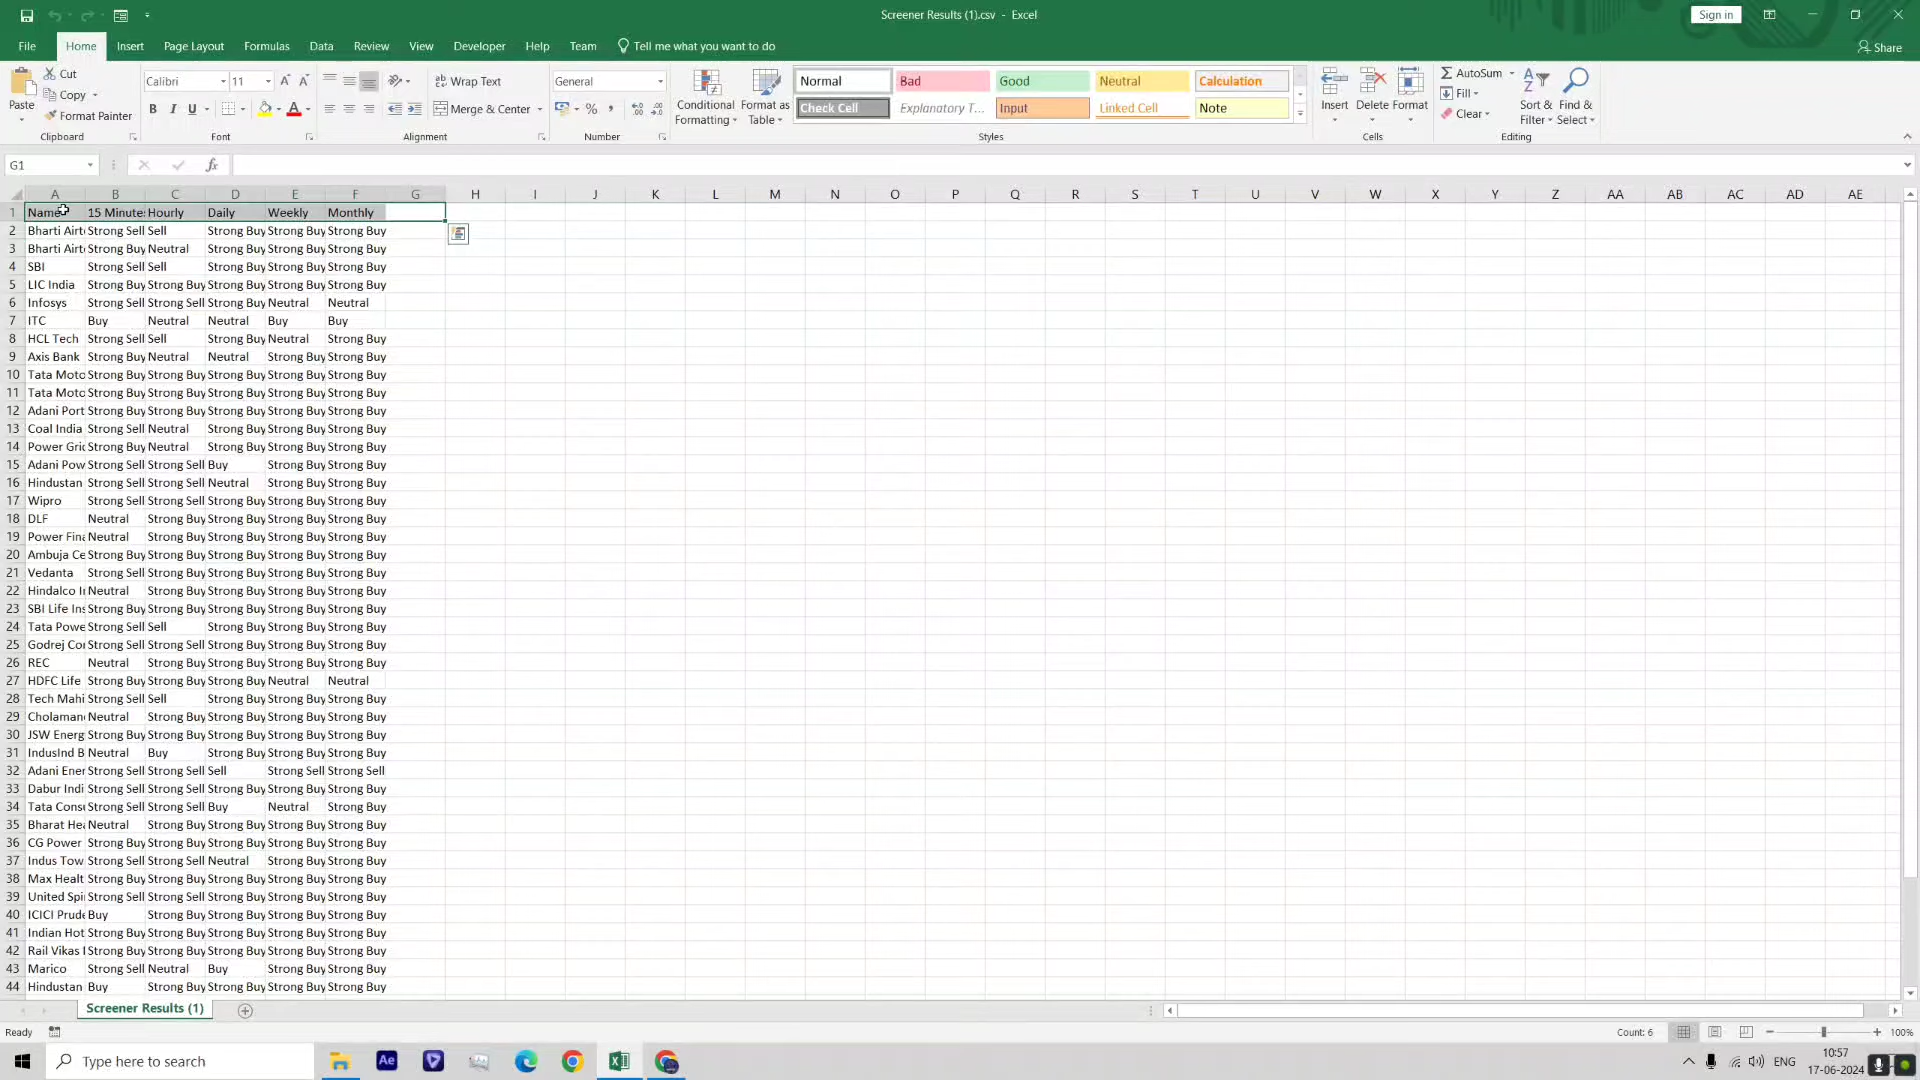 Screener Results (1).csv - Excel
Sign in
File Home Insert Page Layout Formulas Data Review View Developer Help Team Tell me what you want to do
Share
Paste Cut Copy Format Painter Clipboard
Calibri 11 Font
Wrap Text Merge & Center Alignment
General Number
Conditional Formatting Format as Table
Normal Bad Good Neutral Calculation
Check Cell Explanatory T... Input Linked Cell Note
Styles
Insert Delete Format Cells
AutoSum Fill Clear Sort & Filter Find & Select Editing
G1 fx
A B C D E F G H I J K L M N O P Q R S T U V W X Y Z AA AB AC AD AE
1 Name 15 Minute: Hourly Daily Weekly Monthly
2 Bharti Airt Strong Sell Sell Strong Buy Strong Buy Strong Buy
3 Bharti Airt Strong Buy Neutral Strong Buy Strong Buy Strong Buy
4 SBI Strong Sell Sell Strong Buy Strong Buy Strong Buy
5 LIC India Strong Buy Strong Buy Strong Buy Strong Buy Strong Buy
6 Infosys Strong Sell Strong Sell Strong Buy Neutral Neutral
7 ITC Buy Neutral Neutral Buy Buy
8 HCL Tech Strong Sell Sell Strong Buy Neutral Strong Buy
9 Axis Bank Strong Buy Neutral Neutral Strong Buy Strong Buy
10 Tata Moto Strong Buy Strong Buy Strong Buy Strong Buy Strong Buy
11 Tata Moto Strong Buy Strong Buy Strong Buy Strong Buy Strong Buy
12 Adani Port Strong Buy Strong Buy Strong Buy Strong Buy Strong Buy
13 Coal India Strong Sell Neutral Strong Buy Strong Buy Strong Buy
14 Power Gric Strong Buy Neutral Strong Buy Strong Buy Strong Buy
15 Adani Pow Strong Sell Strong Sell Buy Strong Buy Strong Buy
16 Hindustan Strong Sell Strong Sell Neutral Strong Buy Strong Buy
17 Wipro Strong Sell Strong Sell Strong Buy Strong Buy Strong Buy
18 DLF Neutral Strong Buy Strong Buy Strong Buy Strong Buy
19 Power Fina Neutral Strong Buy Strong Buy Strong Buy Strong Buy
20 Ambuja Ce Strong Buy Strong Buy Strong Buy Strong Buy Strong Buy
21 Vedanta Strong Sell Strong Buy Strong Buy Strong Buy Strong Buy
22 Hindalco Ir Neutral Strong Buy Strong Buy Strong Buy Strong Buy
23 SBI Life Ins Strong Buy Strong Buy Strong Buy Strong Buy Strong Buy
24 Tata Powe Strong Sell Sell Strong Buy Strong Buy Strong Buy
25 Godrej Cor Strong Sell Strong Sell Strong Buy Strong Buy Strong Buy
26 REC Neutral Strong Buy Strong Buy Strong Buy Strong Buy
27 HDFC Life Strong Buy Strong Buy Strong Buy Neutral Neutral
28 Tech Mahi Strong Sell Sell Strong Buy Strong Buy Strong Buy
29 Cholaman Neutral Strong Buy Strong Buy Strong Buy Strong Buy
30 JSW Energ Strong Buy Strong Buy Strong Buy Strong Buy Strong Buy
31 IndusInd B Neutral Buy Strong Buy Strong Buy Strong Buy
32 Adani Ener Strong Sell Strong Sell Sell Strong Sell Strong Sell
33 Dabur Indi Strong Sell Strong Sell Strong Buy Strong Buy Strong Buy
34 Tata Consu Strong Sell Strong Sell Buy Neutral Strong Buy
35 Bharat Hea Neutral Strong Buy Strong Buy Strong Buy Strong Buy
36 CG Power Strong Buy Strong Buy Strong Buy Strong Buy Strong Buy
37 Indus Tow Strong Sell Strong Sell Neutral Strong Buy Strong Buy
38 Max Healt Strong Buy Strong Buy Strong Buy Strong Buy Strong Buy
39 United Spi Strong Sell Strong Sell Strong Buy Strong Buy Strong Buy
40 ICICI Prude Buy Strong Buy Strong Buy Strong Buy Strong Buy
41 Indian Hot Strong Buy Strong Buy Strong Buy Strong Buy Strong Buy
42 Rail Vikas Strong Buy Strong Buy Strong Buy Strong Buy Strong Buy
43 Marico Strong Sell Neutral Buy Strong Buy Strong Buy
44 Hindustan Buy Strong Buy Strong Buy Strong Buy Strong Buy
Screener Results (1)
Ready Count: 6 100%
Type here to search
ENG 10:57
17-06-2024